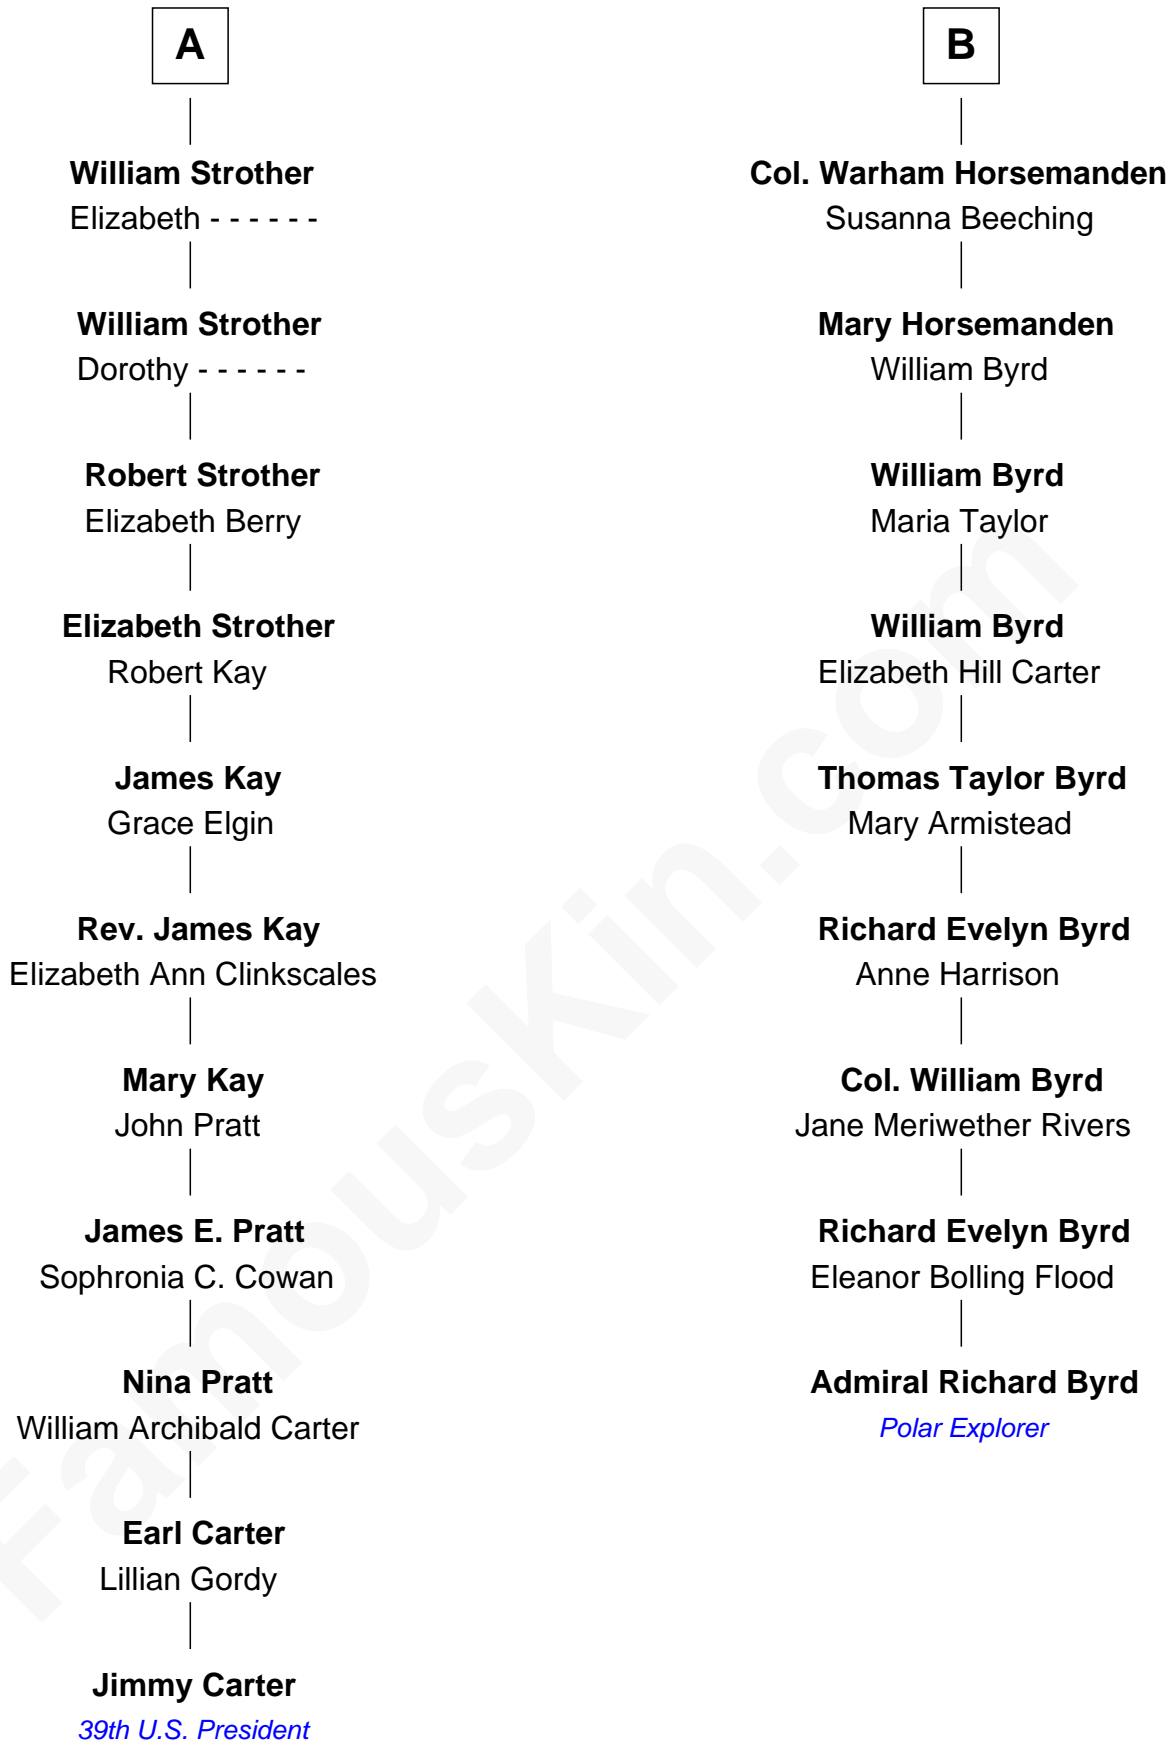 A
William Strother
Elizabeth - - - - - -
William Strother
Dorothy - - - - - -
Robert Strother
Elizabeth Berry
Elizabeth Strother
Robert Kay
James Kay
Grace Elgin
Rev. James Kay
Elizabeth Ann Clinkscales
Mary Kay
John Pratt
James E. Pratt
Sophronia C. Cowan
Nina Pratt
William Archibald Carter
Earl Carter
Lillian Gordy
Jimmy Carter
39th U.S. President
B
Col. Warham Horsemanden
Susanna Beeching
Mary Horsemanden
William Byrd
William Byrd
Maria Taylor
William Byrd
Elizabeth Hill Carter
Thomas Taylor Byrd
Mary Armistead
Richard Evelyn Byrd
Anne Harrison
Col. William Byrd
Jane Meriwether Rivers
Richard Evelyn Byrd
Eleanor Bolling Flood
Admiral Richard Byrd
Polar Explorer
FamousKin.com